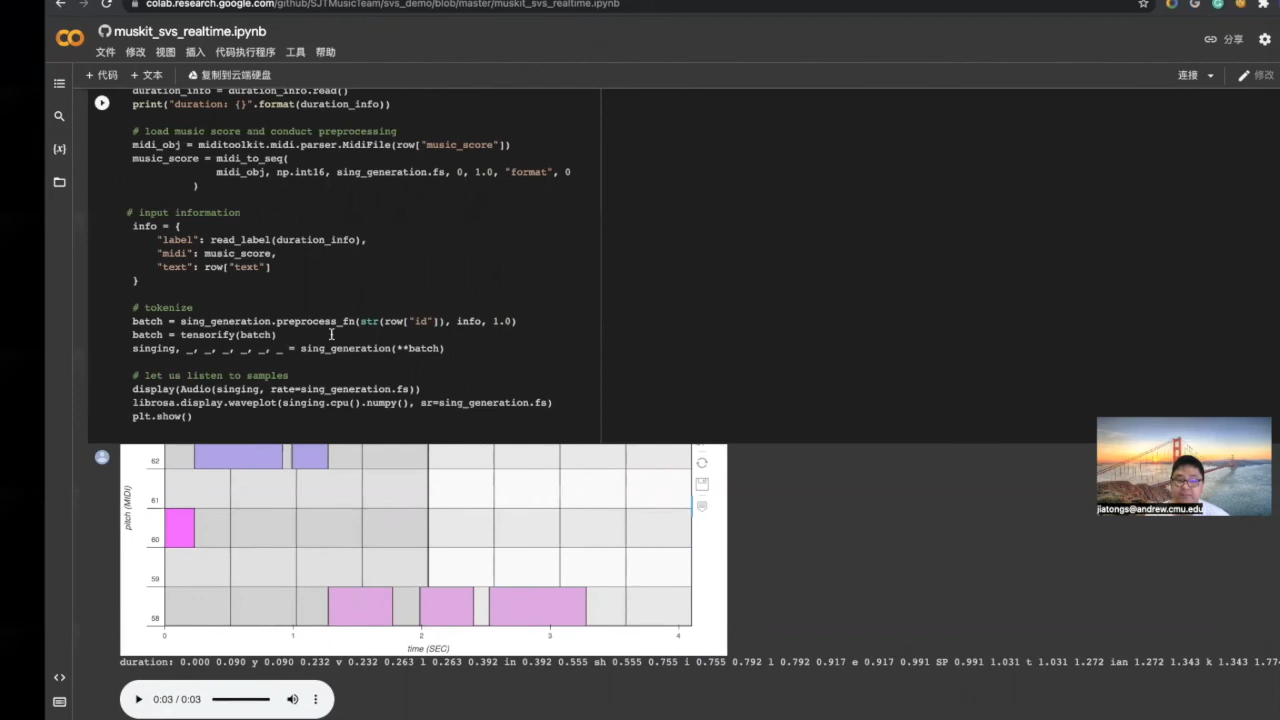 colab.research.google.com/github/SJTMusicTeam/svs_demo/blob/master/muskit_svs_realtime.ipynb
muskit_svs_realtime.ipynb
分享
文件 修改 视图 插入 代码执行程序 工具 帮助
+ 代码 + 文本 复制到云端硬盘
连接
修改
duration_info = duration_info.read()
print("duration: {}".format(duration_info))
# load music score and conduct preprocessing
midi_obj = miditoolkit.midi.parser.MidiFile(row["music_score"])
music_score = midi_to_seq(
midi_obj, np.int16, sing_generation.fs, 0, 1.0, "format", 0
)
# input information
info = {
"label": read_label(duration_info),
"midi": music_score,
"text": row["text"]
}
# tokenize
batch = sing_generation.preprocess_fn(str(row["id"]), info, 1.0)
batch = tensorify(batch)
singing, _, _, _, _, _, _ = sing_generation(**batch)
# let us listen to samples
display(Audio(singing, rate=sing_generation.fs))
librosa.display.waveplot(singing.cpu().numpy(), sr=sing_generation.fs)
plt.show()
62
61
60
59
58
pitch (MIDI)
0 1 2 3 4
time (SEC)
jiatongs@andrew.cmu.edu
duration: 0.000 0.090 y 0.090 0.232 v 0.232 0.263 l 0.263 0.392 in 0.392 0.555 sh 0.555 0.755 i 0.755 0.792 l 0.792 0.917 e 0.917 0.991 SP 0.991 1.031 t 1.031 1.272 ian 1.272 1.343 k 1.343 1.77
0:03 / 0:03